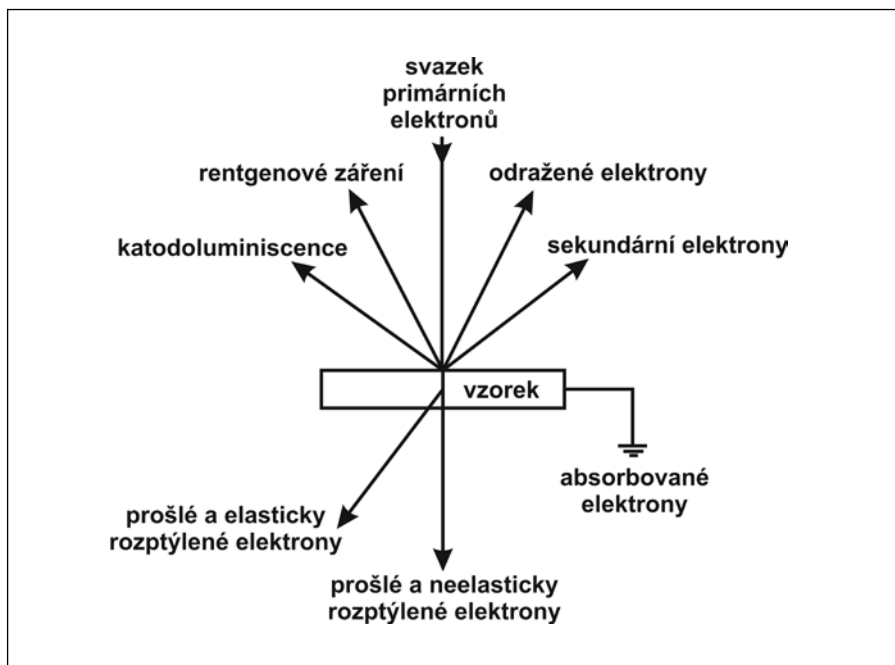 svazek
primárních
elektronů
rentgenové záření
odražené elektrony
katodoluminiscence
sekundární elektrony
vzorek
absorbované
elektrony
prošlé a elasticky
rozptýlené elektrony
prošlé a neelasticky
rozptýlené elektrony